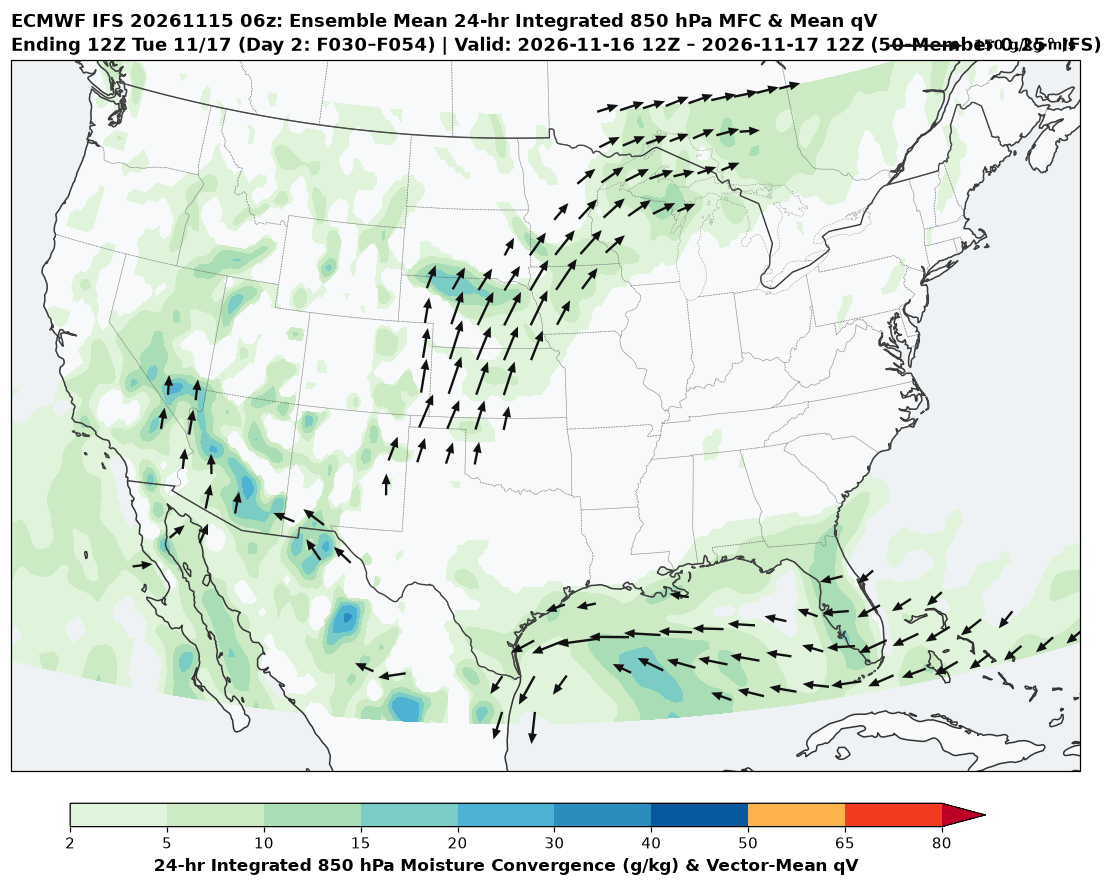 ECMWF IFS 20261115 06z: Ensemble Mean 24-hr Integrated 850 hPa MFC & Mean qV
Ending 12Z Tue 11/17 (Day 2: F030–F054) | Valid: 2026-11-16 12Z – 2026-11-17 12Z (50-Member 0.25° IFS)
150 g/kg·m/s
2 5 10 15 20 30 40 50 65 80
24-hr Integrated 850 hPa Moisture Convergence (g/kg) & Vector-Mean qV